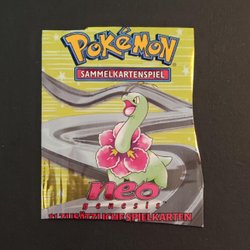 POKéMON
SAMMELKARTENSPIEL
neo
genesis
11 ZUSÄTZLICHE SPIELKARTEN